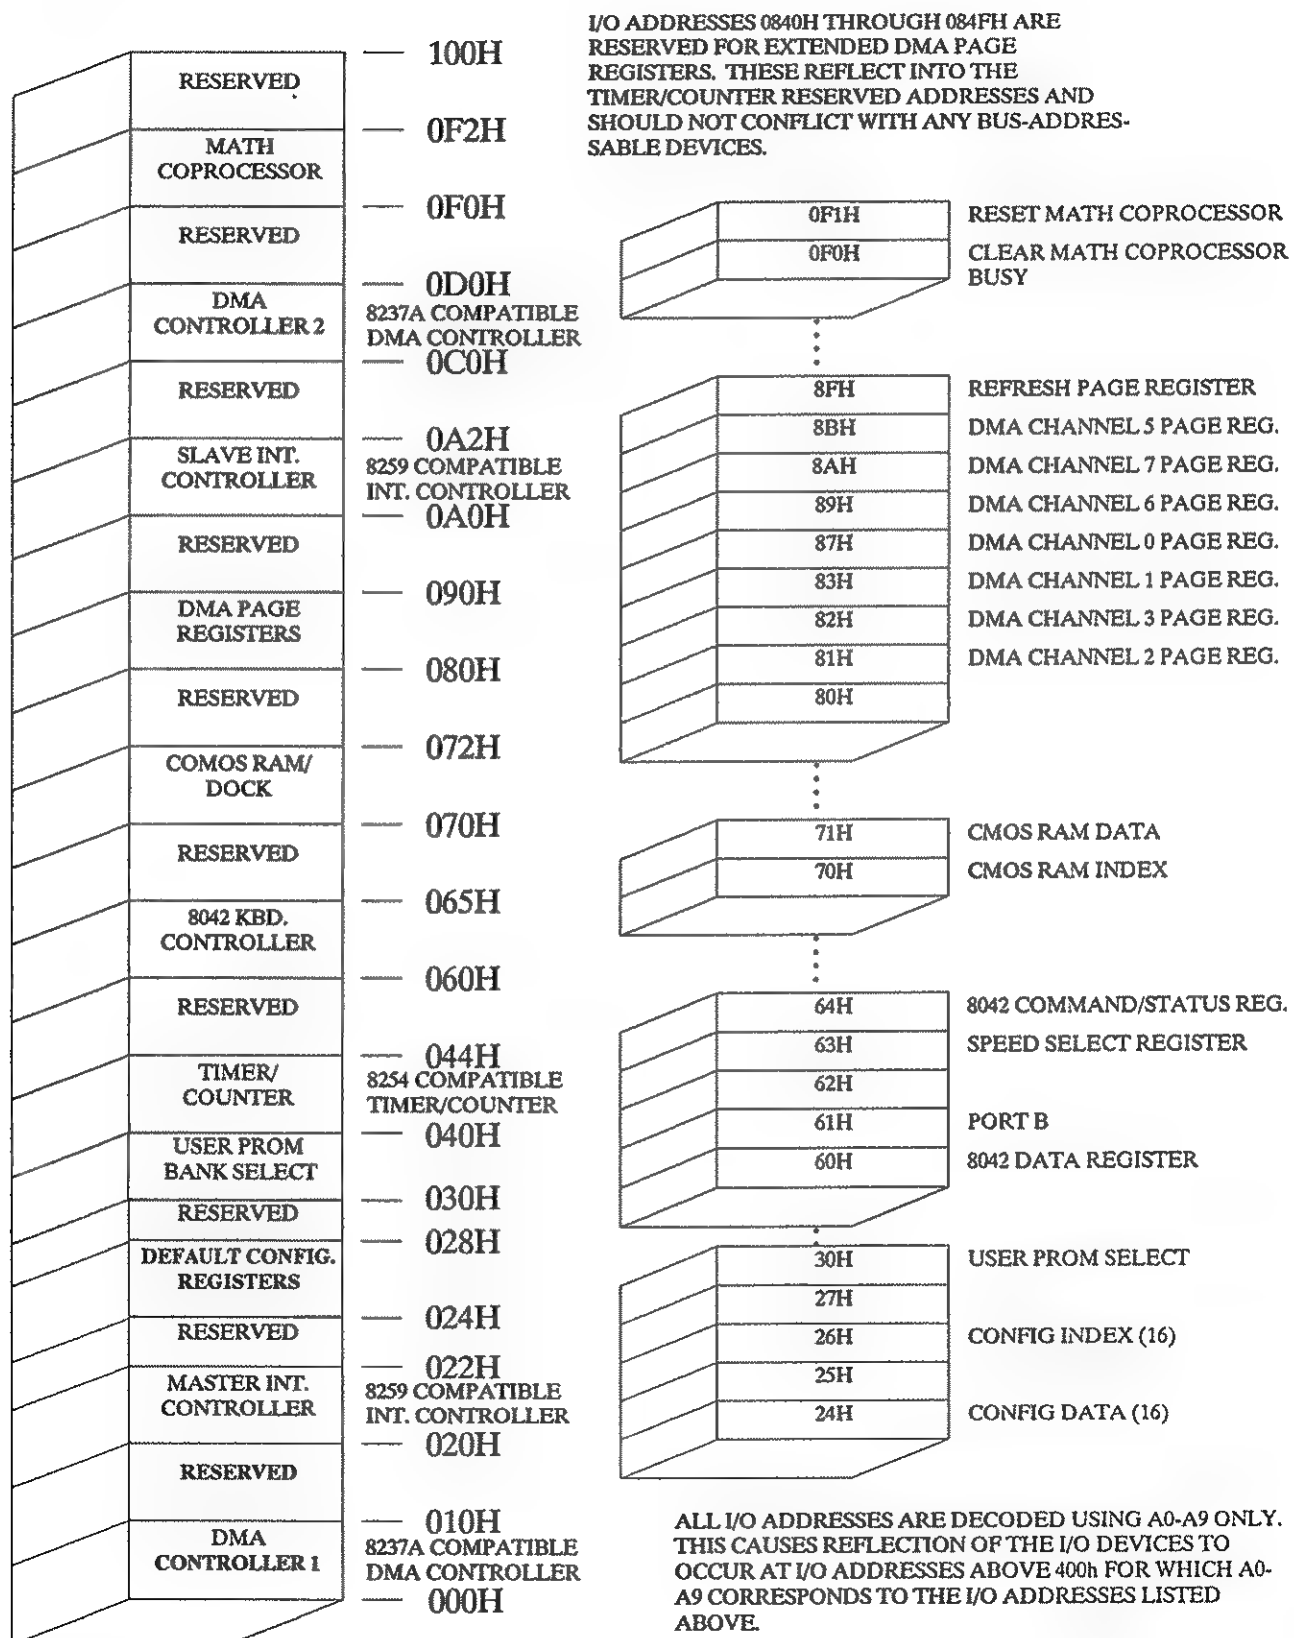 I/O ADDRESSES 0840H THROUGH 084FH ARE
RESERVED FOR EXTENDED DMA PAGE
REGISTERS. THESE REFLECT INTO THE
TIMER/COUNTER RESERVED ADDRESSES AND
SHOULD NOT CONFLICT WITH ANY BUS-ADDRES-
SABLE DEVICES.
100H
RESERVED
0F2H
MATH
COPROCESSOR
0F0H
RESERVED
0D0H
DMA
CONTROLLER 2
8237A COMPATIBLE
DMA CONTROLLER
0C0H
RESERVED
0A2H
SLAVE INT.
CONTROLLER
8259 COMPATIBLE
INT. CONTROLLER
0A0H
RESERVED
090H
DMA PAGE
REGISTERS
080H
RESERVED
072H
COMOS RAM/
DOCK
070H
RESERVED
065H
8042 KBD.
CONTROLLER
060H
RESERVED
044H
TIMER/
COUNTER
8254 COMPATIBLE
TIMER/COUNTER
040H
USER PROM
BANK SELECT
030H
RESERVED
028H
DEFAULT CONFIG.
REGISTERS
024H
RESERVED
022H
MASTER INT.
CONTROLLER
8259 COMPATIBLE
INT. CONTROLLER
020H
RESERVED
010H
DMA
CONTROLLER 1
8237A COMPATIBLE
DMA CONTROLLER
000H
0F1H RESET MATH COPROCESSOR
0F0H CLEAR MATH COPROCESSOR
BUSY
8FH REFRESH PAGE REGISTER
8BH DMA CHANNEL 5 PAGE REG.
8AH DMA CHANNEL 7 PAGE REG.
89H DMA CHANNEL 6 PAGE REG.
87H DMA CHANNEL 0 PAGE REG.
83H DMA CHANNEL 1 PAGE REG.
82H DMA CHANNEL 3 PAGE REG.
81H DMA CHANNEL 2 PAGE REG.
80H
71H CMOS RAM DATA
70H CMOS RAM INDEX
64H 8042 COMMAND/STATUS REG.
63H SPEED SELECT REGISTER
62H
61H PORT B
60H 8042 DATA REGISTER
30H USER PROM SELECT
27H
26H CONFIG INDEX (16)
25H
24H CONFIG DATA (16)
ALL I/O ADDRESSES ARE DECODED USING A0-A9 ONLY.
THIS CAUSES REFLECTION OF THE I/O DEVICES TO
OCCUR AT I/O ADDRESSES ABOVE 400h FOR WHICH A0-
A9 CORRESPONDS TO THE I/O ADDRESSES LISTED
ABOVE.